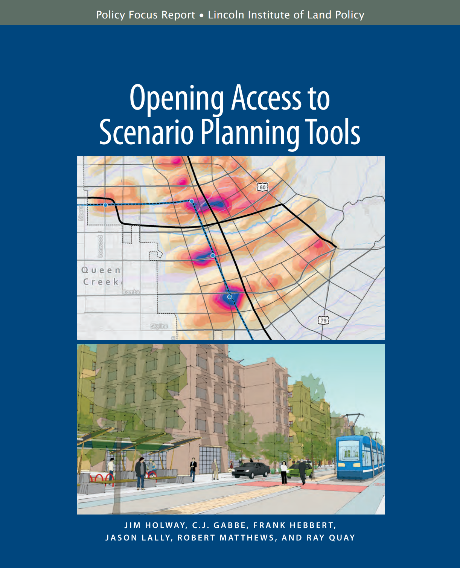 Policy Focus Report • Lincoln Institute of Land Policy
Opening Access to
Scenario Planning Tools
60
Queen
Creek
79
JIM HOLWAY, C.J. GABBE, FRANK HEBBERT,
JASON LALLY, ROBERT MATTHEWS, AND RAY QUAY